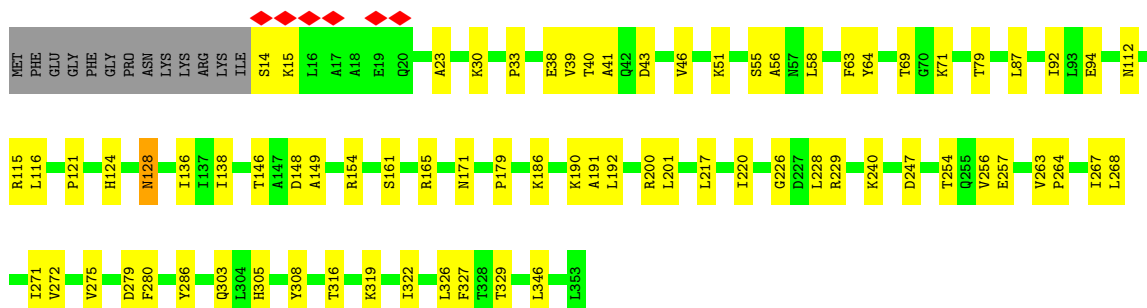 MET PHE GLU GLY PHE GLY PRO ASN LYS LYS ARG LYS ILE S14 K15 L16 A17 A18 E19 Q20 A23 K30 P33 E38 V39 T40 A41 Q42 D43 V46 K51 S55 A56 N57 L58 F63 Y64 T69 G70 K71 T79 L87 I92 L93 E94 N112
R115 L116 P121 H124 N128 I136 I137 I138 T146 A147 D148 A149 R154 S161 R165 N171 P179 K186 K190 A191 L192 R200 L201 L217 I220 G226 D227 L228 R229 K240 D247 T254 Q255 V256 E257 V263 P264 I267 L268
I271 V272 V275 D279 F280 Y286 Q303 L304 H305 Y308 T316 K319 I322 L326 F327 T328 T329 L346 L353